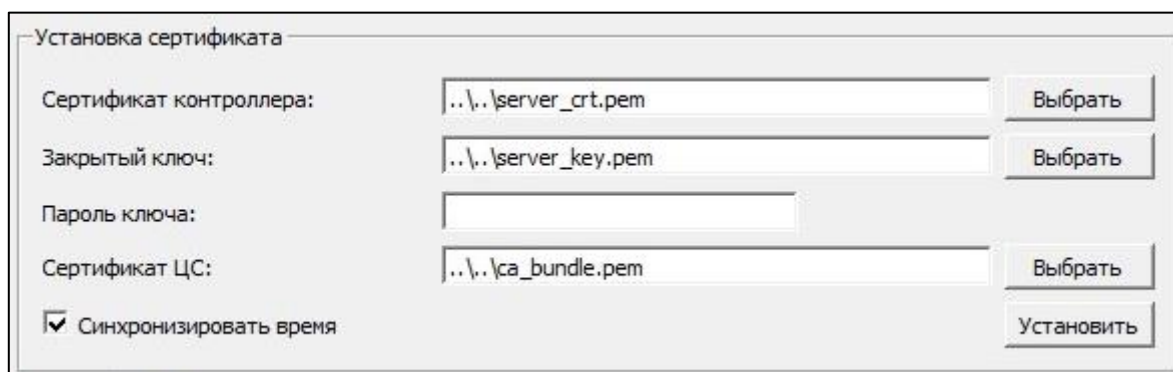 Установка сертификата
Сертификат контроллера: ..\..\server_crt.pem Выбрать
Закрытый ключ: ..\..\server_key.pem Выбрать
Пароль ключа:
Сертификат ЦС: ..\..\ca_bundle.pem Выбрать
Синхронизировать время Установить